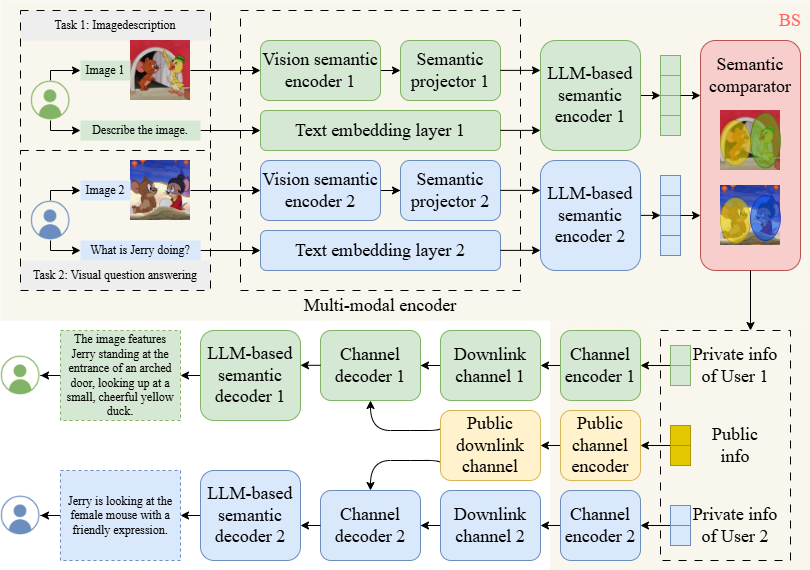 BS
Task 1: Imagedescription
Image 1
Describe the image.
Vision semantic
encoder 1
Semantic
projector 1
Text embedding layer 1
LLM-based
semantic
encoder 1
Semantic
comparator
Image 2
What is Jerry doing?
Task 2: Visual question answering
Vision semantic
encoder 2
Semantic
projector 2
Text embedding layer 2
LLM-based
semantic
encoder 2
Multi-modal encoder
The image features
Jerry standing at the
entrance of an arched
door, looking up at a
small, cheerful yellow
duck.
LLM-based
semantic
decoder 1
Channel
decoder 1
Downlink
channel 1
Channel
encoder 1
Private info
of User 1
Public
downlink
channel
Public
channel
encoder
Public
info
Jerry is looking at the
female mouse with a
friendly expression.
LLM-based
semantic
decoder 2
Channel
decoder 2
Downlink
channel 2
Channel
encoder 2
Private info
of User 2